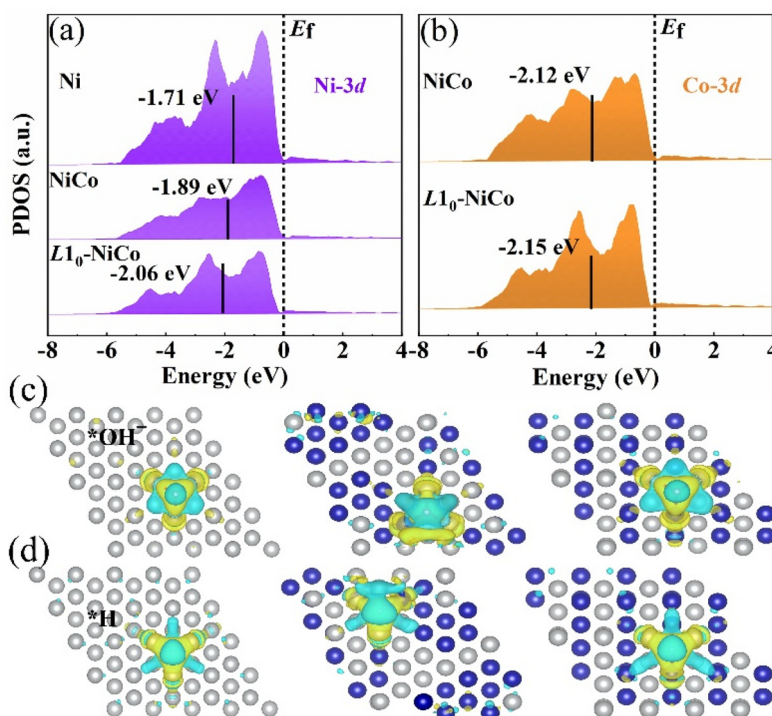 (a)
Ef
Ni
-1.71 eV
Ni-3d
NiCo
-1.89 eV
L1₀-NiCo
-2.06 eV
PDOS (a.u.)
-8 -6 -4 -2 0 2 4
Energy (eV)
(b)
Ef
NiCo
-2.12 eV
Co-3d
L1₀-NiCo
-2.15 eV
-8 -6 -4 -2 0 2 4
Energy (eV)
(c)
*OH⁻
(d)
*H